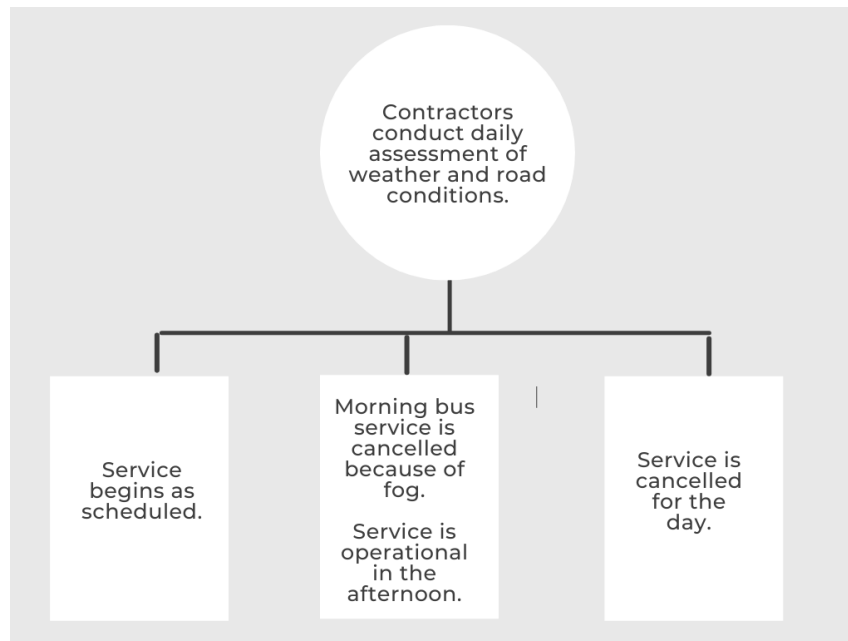 Contractors
conduct daily
assessment of
weather and road
conditions.
Service
begins as
scheduled.
Morning bus
service is
cancelled
because of
fog.
Service is
operational
in the
afternoon.
Service is
cancelled
for the
day.